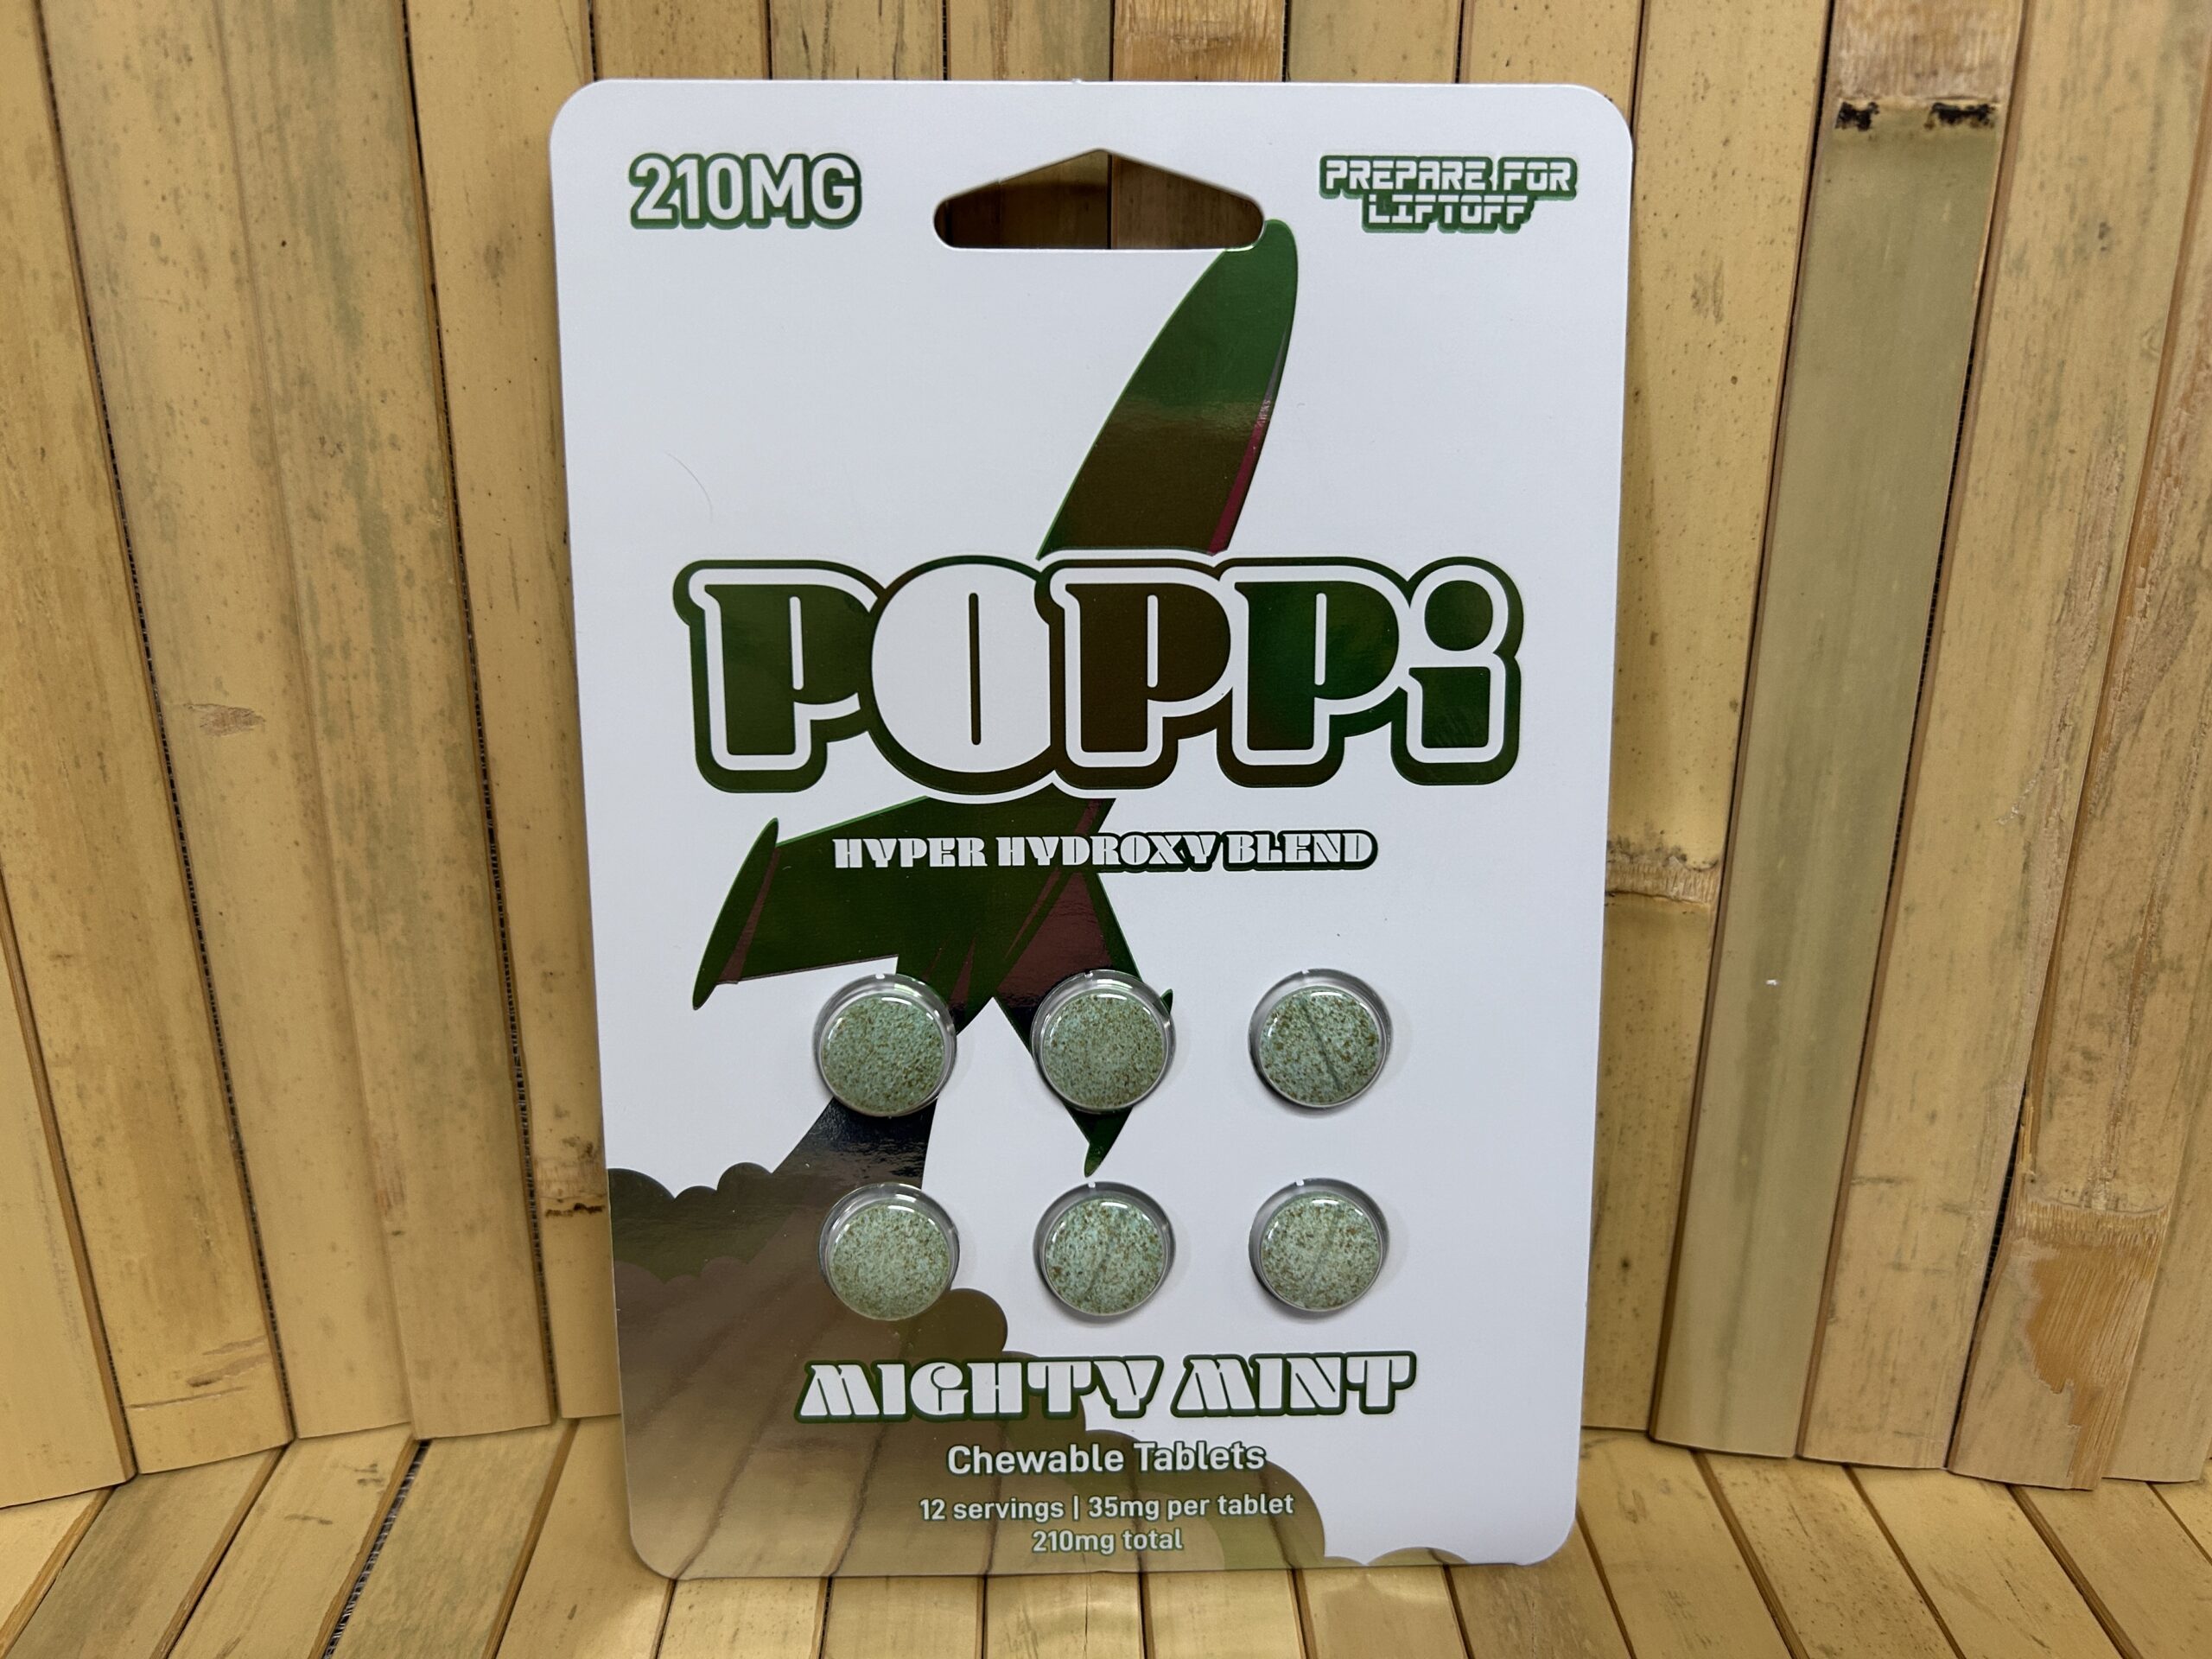 210MG
PREPARE FOR
LIFTOFF
POPPi
HYPER HYDROXY BLEND
MIGHTY MINT
Chewable Tablets
12 servings | 35mg per tablet
210mg total